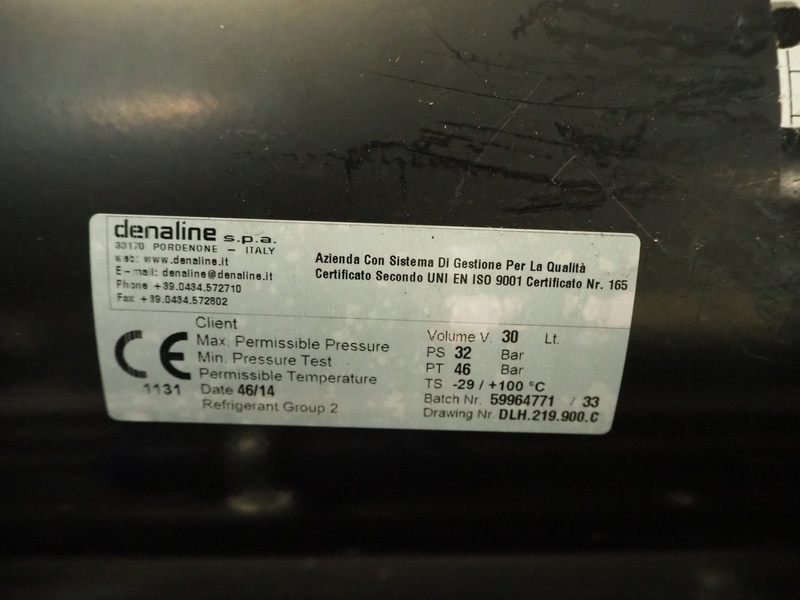 denaline s.p.a.
33170 PORDENONE - ITALY
web: www.denaline.it
E-mail: denaline@denaline.it
Phone +39.0434.572710
Fax +39.0434.572802
Azienda Con Sistema Di Gestione Per La Qualità
Certificato Secondo UNI EN ISO 9001 Certificato Nr. 165
CE
1131
Client
Max. Permissible Pressure
Min. Pressure Test
Permissible Temperature
Date 46/14
Refrigerant Group 2
Volume V. 30 Lt.
PS 32 Bar
PT 46 Bar
TS -29 / +100 °C
Batch Nr. 59964771 / 33
Drawing Nr. DLH.219.900.C